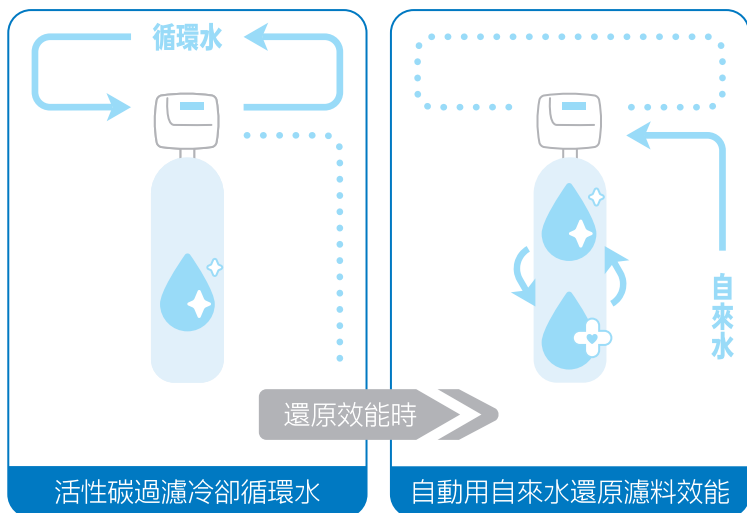 循環水
自來水
還原效能時
活性碳過濾冷卻循環水
自動用自來水還原濾料效能